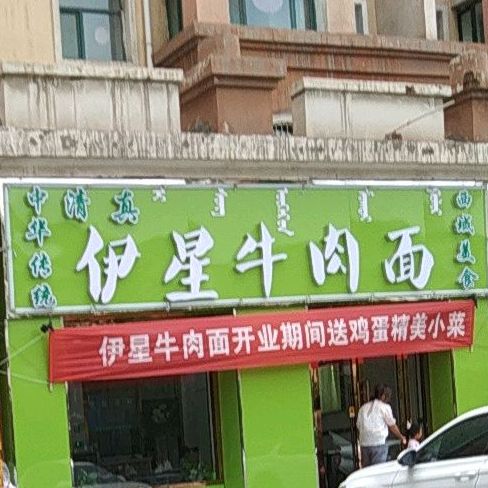 中华传统
清真
西域美食
伊星牛肉面
伊星牛肉面开业期间送鸡蛋精美小菜